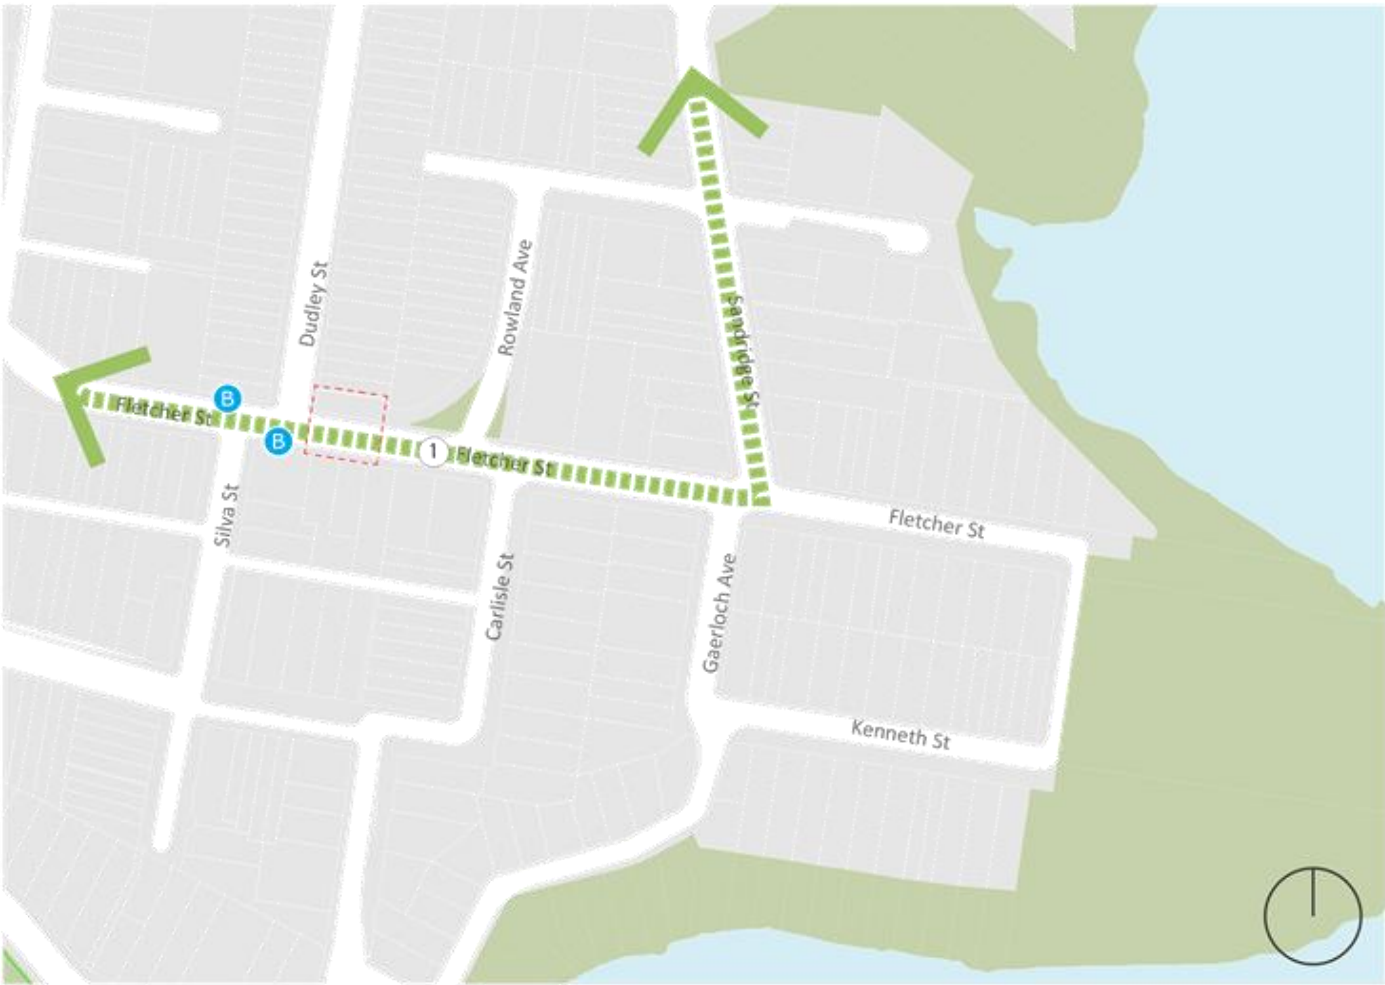 Dudley St
Rowland Ave
Sandridge St
B
Fletcher St
B
1
Fletcher St
Silva St
Fletcher St
Carlisle St
Gaerloch Ave
Kenneth St